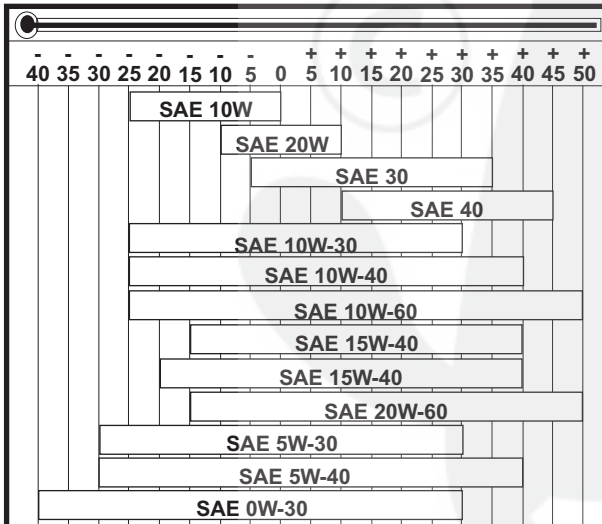 - - - - - - - - + + + + + + + + + +
40 35 30 25 20 15 10 5 0 5 10 15 20 25 30 35 40 45 50
SAE 10W
SAE 20W
SAE 30
SAE 40
SAE 10W-30
SAE 10W-40
SAE 10W-60
SAE 15W-40
SAE 15W-40
SAE 20W-60
SAE 5W-30
SAE 5W-40
SAE 0W-30